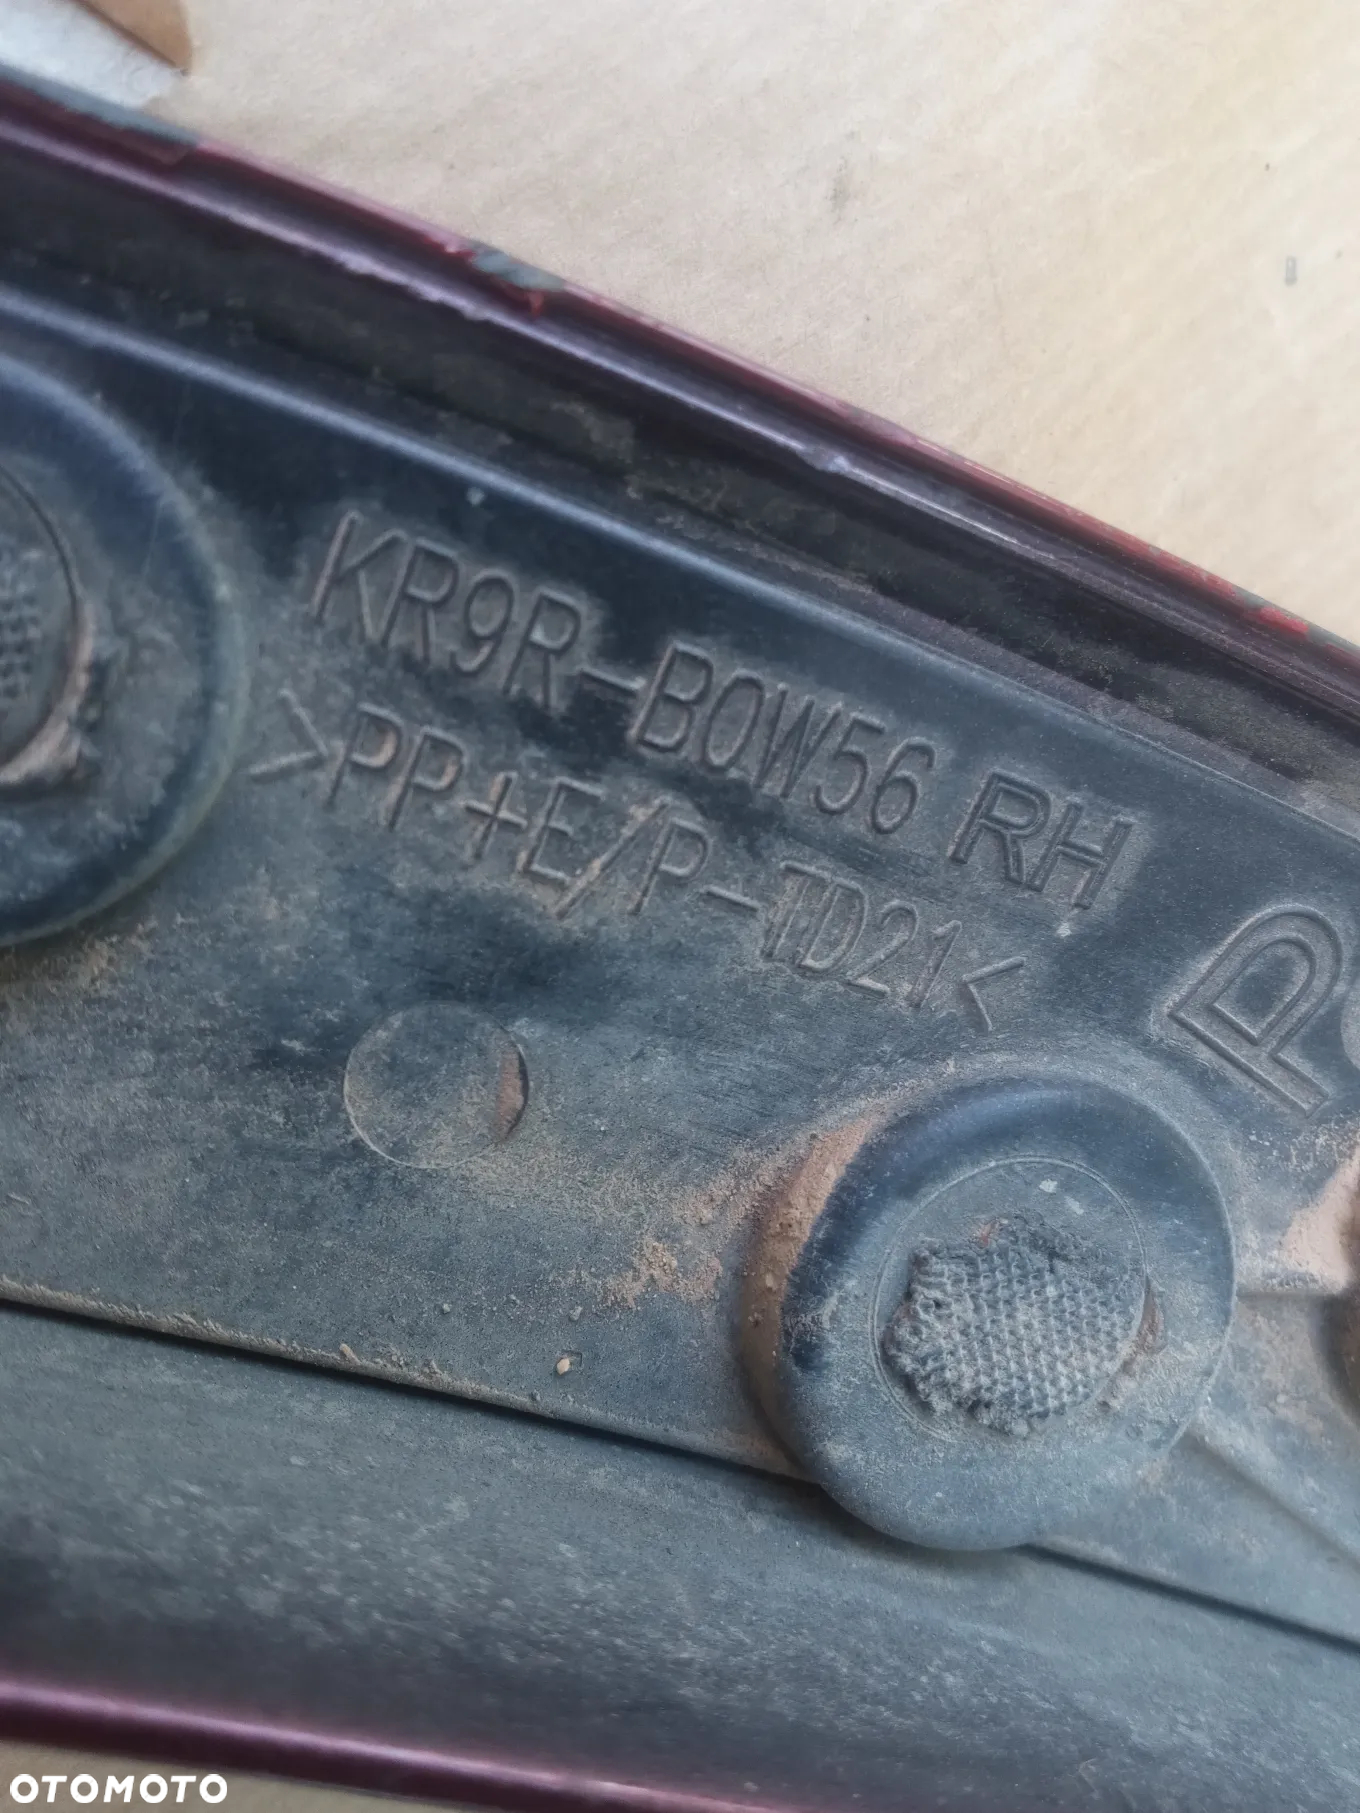 KR9R-B0W56 RH
>PP+E/P-TD21<
OTOMOTO